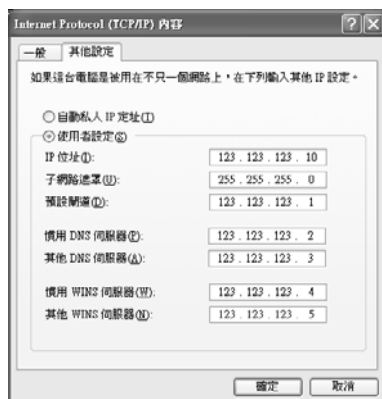 Internet Protocol (TCP/IP) 內容
一般
其他設定
如果這台電腦是被用在不只一個網路上，在下列輸入其他 IP 設定。
自動私人 IP 定址(T)
使用者設定(S)
IP 位址(I): 123 . 123 . 123 . 10
子網路遮罩(U): 255 . 255 . 255 . 0
預設閘道(D): 123 . 123 . 123 . 1
慣用 DNS 伺服器(P): 123 . 123 . 123 . 2
其他 DNS 伺服器(A): 123 . 123 . 123 . 3
慣用 WINS 伺服器(W): 123 . 123 . 123 . 4
其他 WINS 伺服器(N): 123 . 123 . 123 . 5
確定
取消